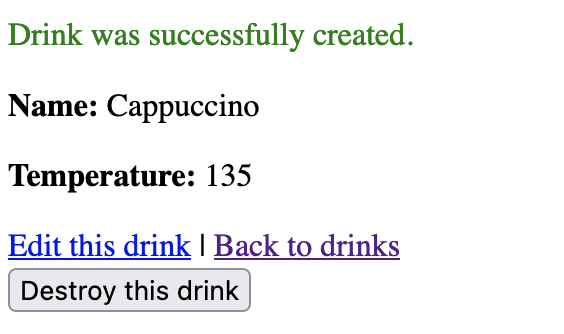 Drink was successfully created.
Name: Cappuccino
Temperature: 135
Edit this drink | Back to drinks
Destroy this drink